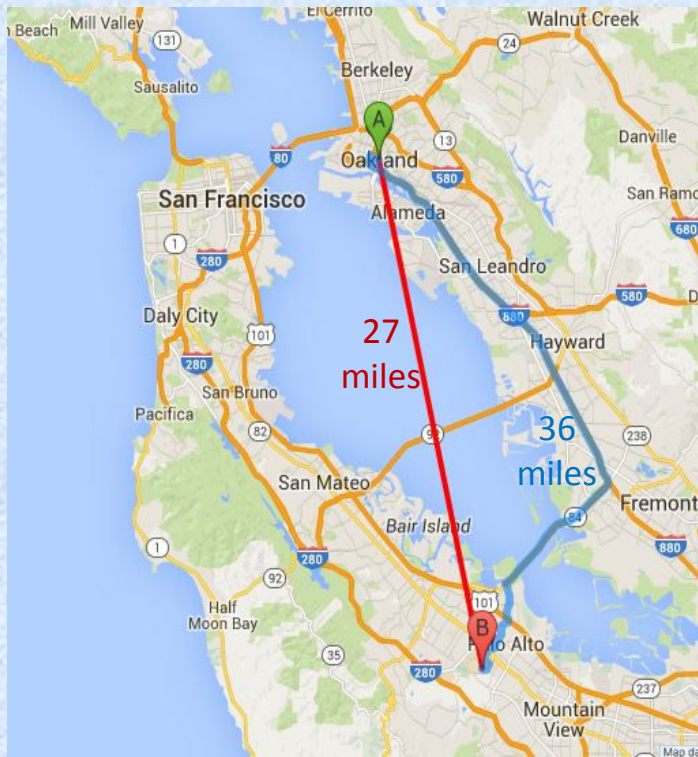 El Cerrito
Walnut Creek
n Beach
Mill Valley
131
24
Berkeley
Sausalito
A
13
Danville
80
Oakland
580
San Francisco
San Ramo
Alameda
680
1
280
San Leandro
580
D
880
Daly City
27
miles
Hayward
101
280
San Bruno
Pacifica
82
92
36
miles
238
San Mateo
84
Fremont
Bair Island
1
280
92
880
101
Half
Moon Bay
B
Palo Alto
35
280
237
Mountain
View
Map da